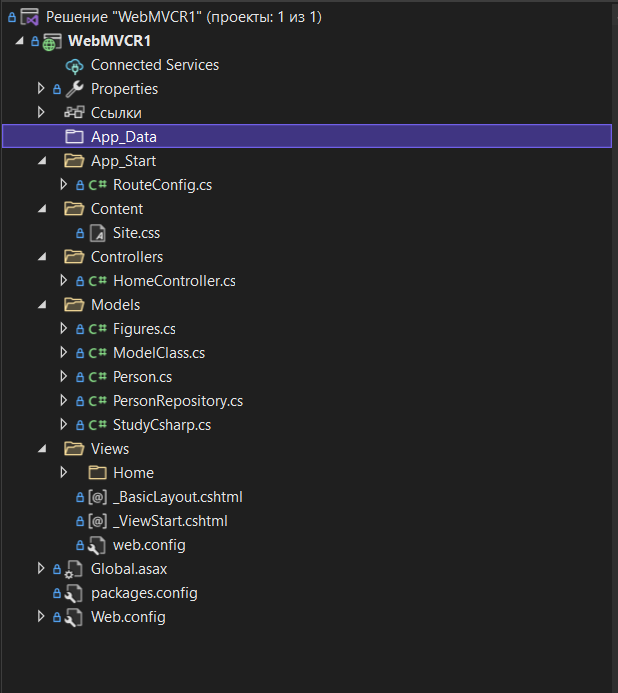 Решение "WebMVCR1" (проекты: 1 из 1)
WebMVCR1
Connected Services
Properties
Ссылки
App_Data
App_Start
C# RouteConfig.cs
Content
Site.css
Controllers
C# HomeController.cs
Models
C# Figures.cs
C# ModelClass.cs
C# Person.cs
C# PersonRepository.cs
C# StudyCsharp.cs
Views
Home
[@] _BasicLayout.cshtml
[@] _ViewStart.cshtml
web.config
Global.asax
packages.config
Web.config